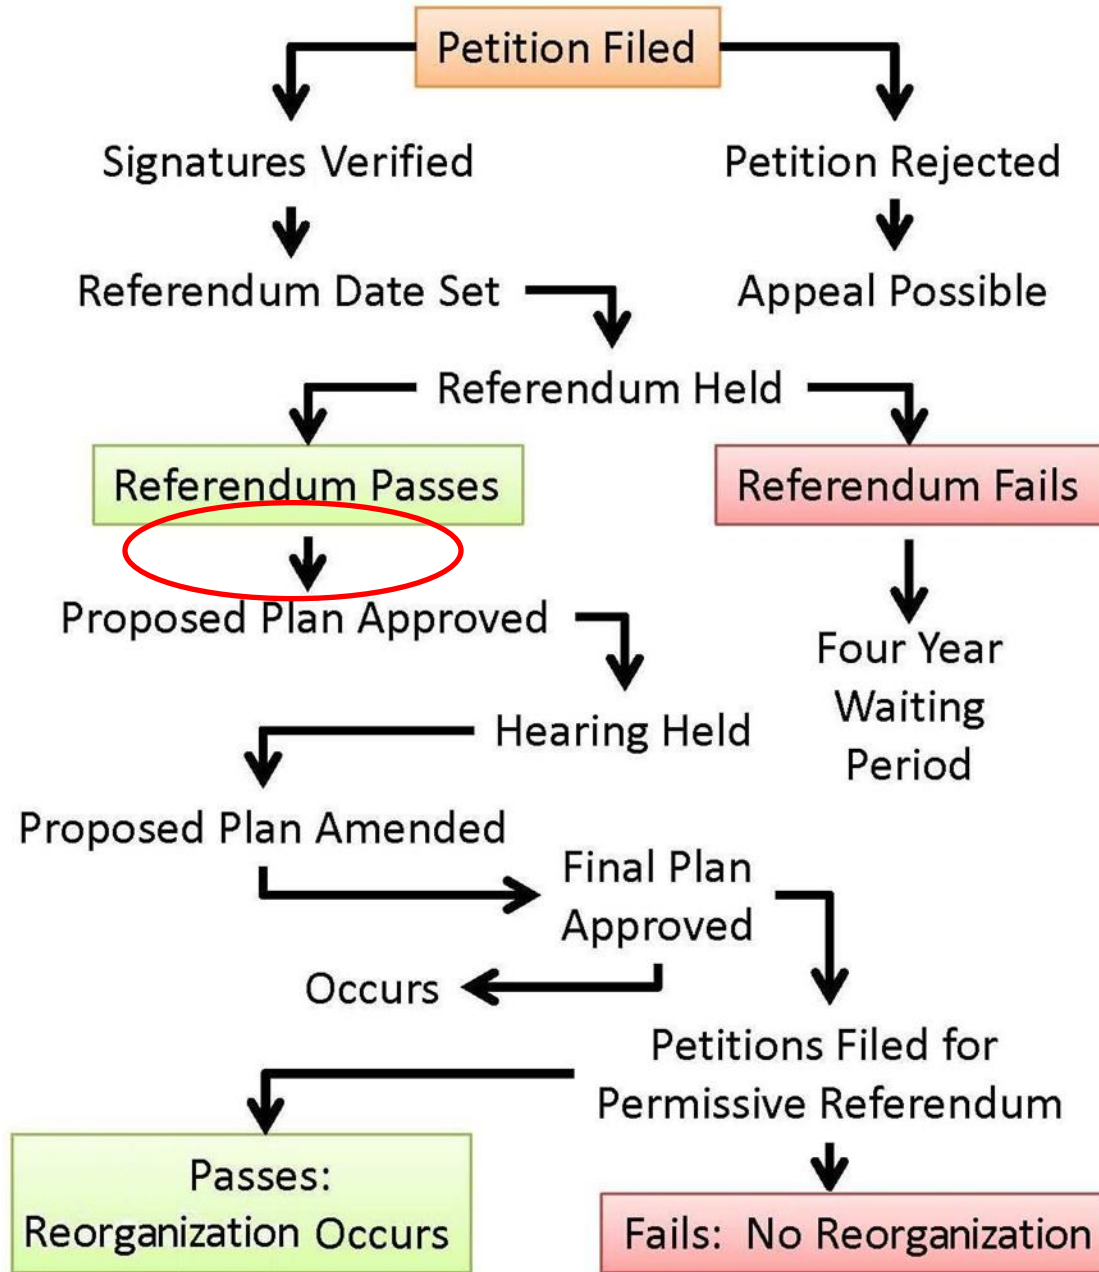 Petition Filed
Signatures Verified
Petition Rejected
Referendum Date Set
Appeal Possible
Referendum Held
Referendum Passes
Referendum Fails
Proposed Plan Approved
Four Year
Waiting
Period
Hearing Held
Proposed Plan Amended
Final Plan
Approved
Occurs
Petitions Filed for
Permissive Referendum
Passes:
Reorganization Occurs
Fails: No Reorganization